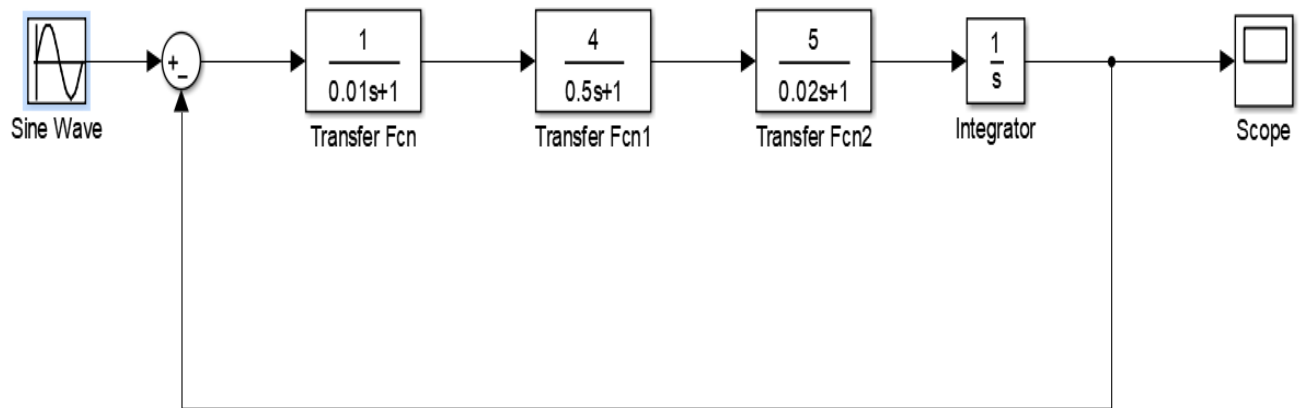 +
−
1
0.01s+1
4
0.5s+1
5
0.02s+1
1
s
Sine Wave
Transfer Fcn
Transfer Fcn1
Transfer Fcn2
Integrator
Scope